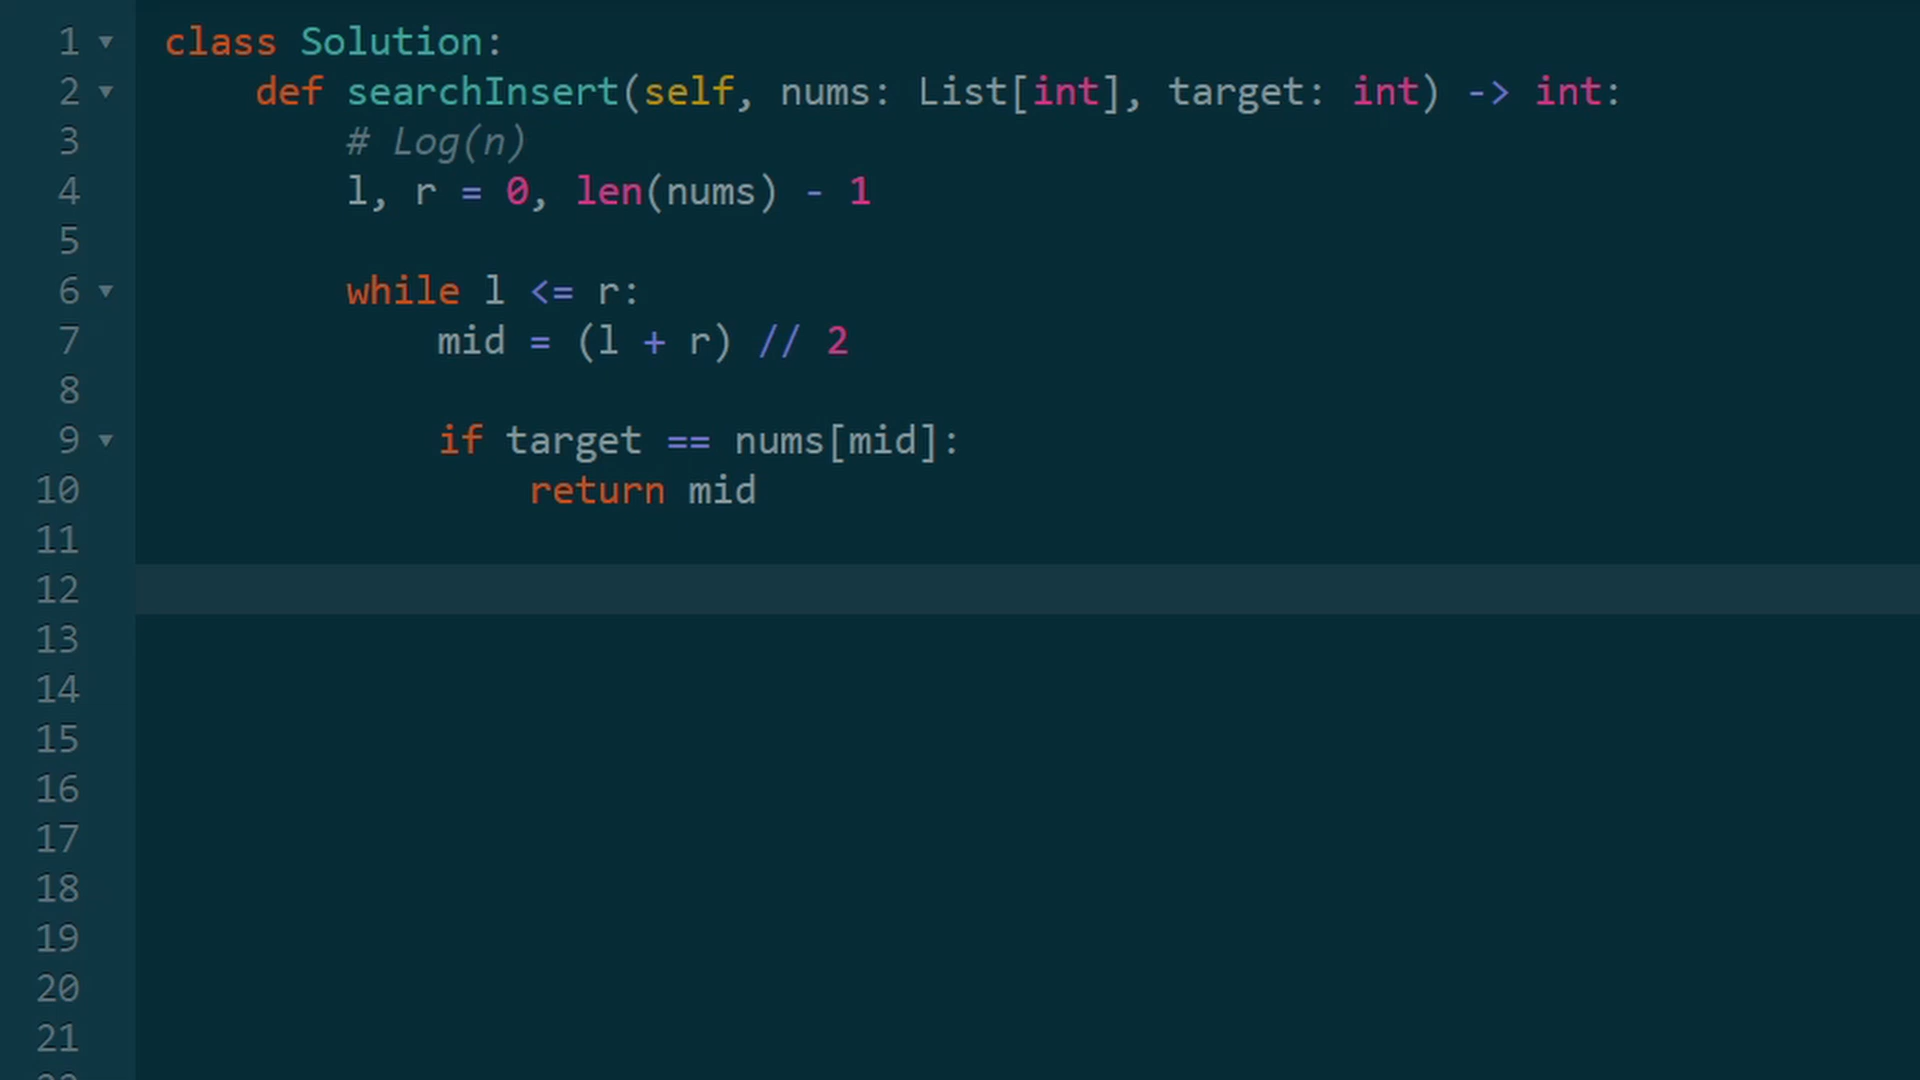 1 class Solution:
2 def searchInsert(self, nums: List[int], target: int) -> int:
3 # Log(n)
4 l, r = 0, len(nums) - 1
5
6 while l <= r:
7 mid = (l + r) // 2
8
9 if target == nums[mid]:
10 return mid
11
12
13
14
15
16
17
18
19
20
21